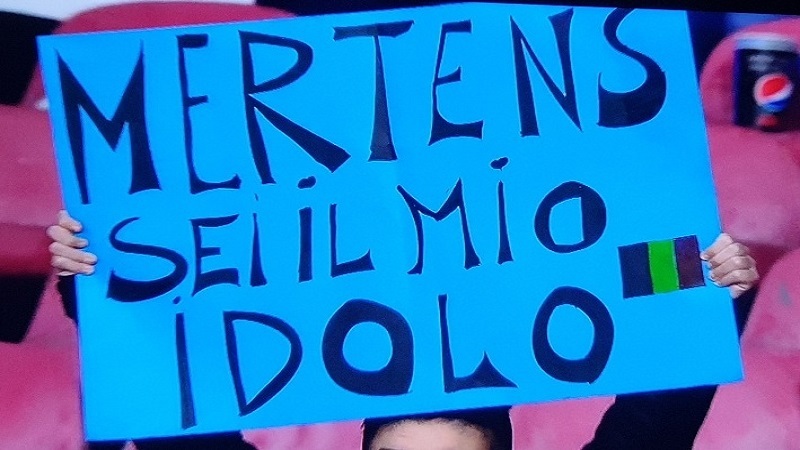 MERTENS
SEI IL MIO
IDOLO